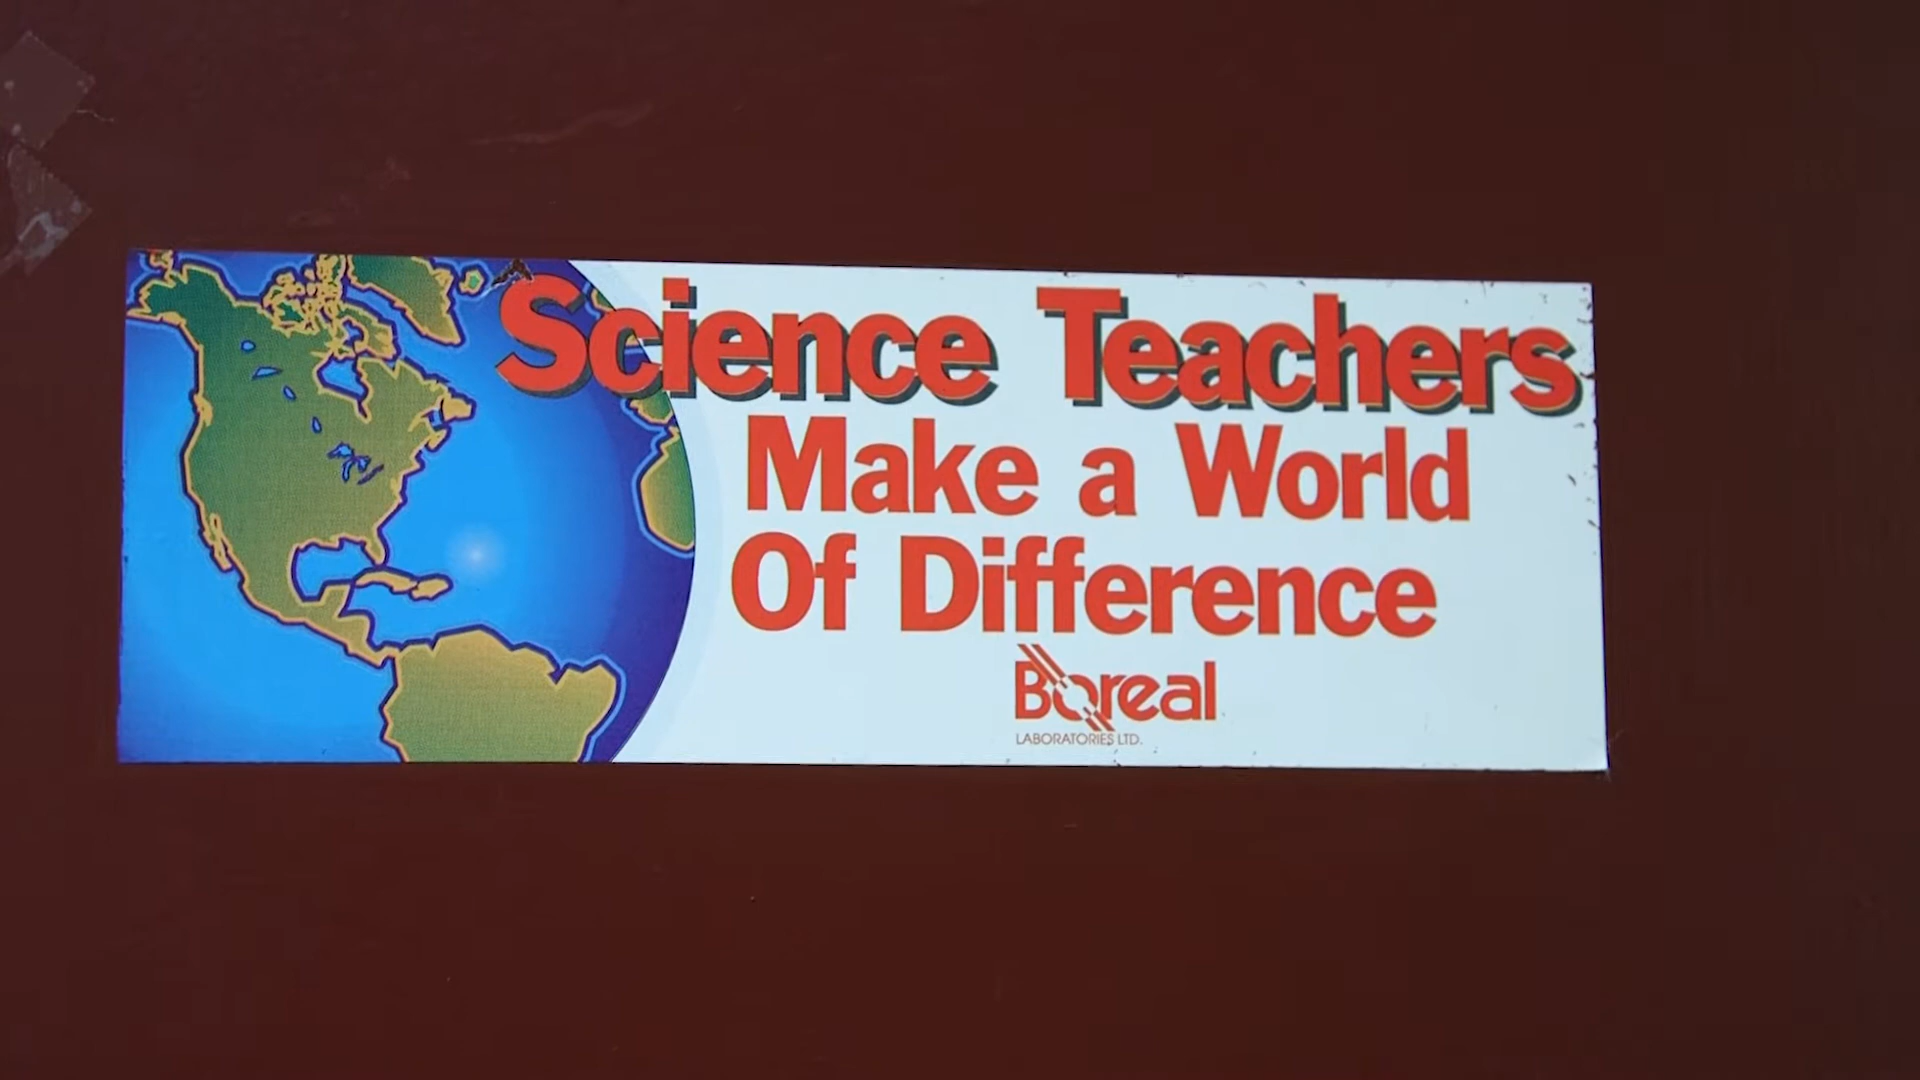 Science Teachers
Make a World
Of Difference
Boreal
LABORATORIES LTD.